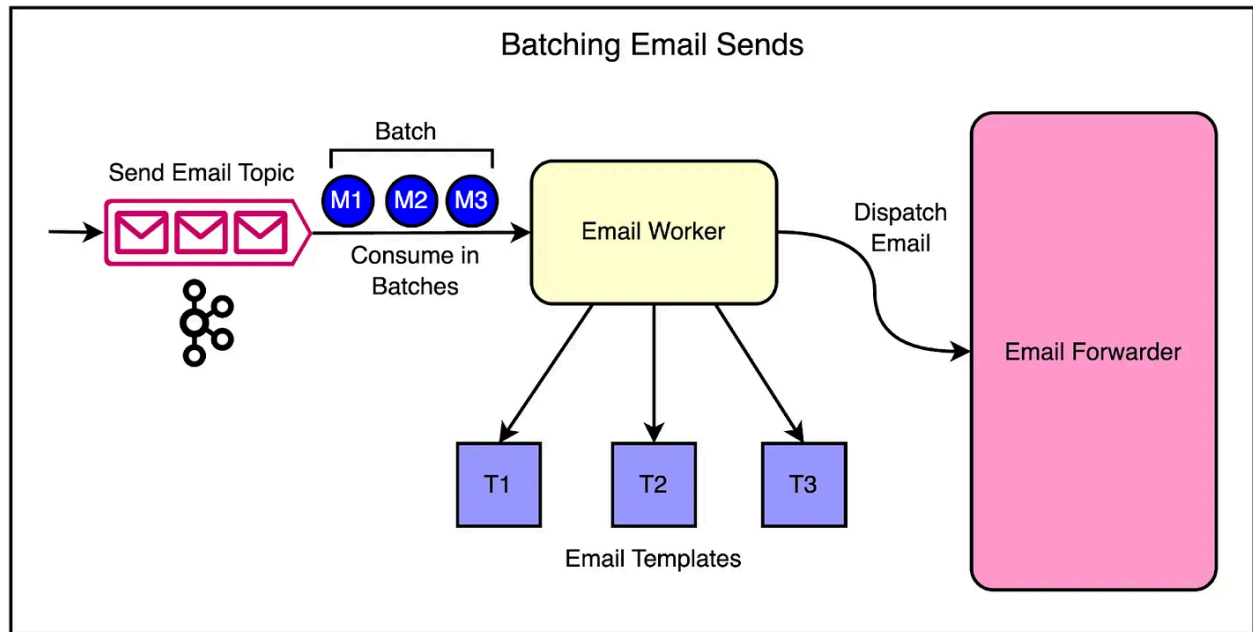 Batching Email Sends
Batch
Send Email Topic
M1 M2 M3
Consume in
Batches
Email Worker
Dispatch
Email
Email Forwarder
T1 T2 T3
Email Templates